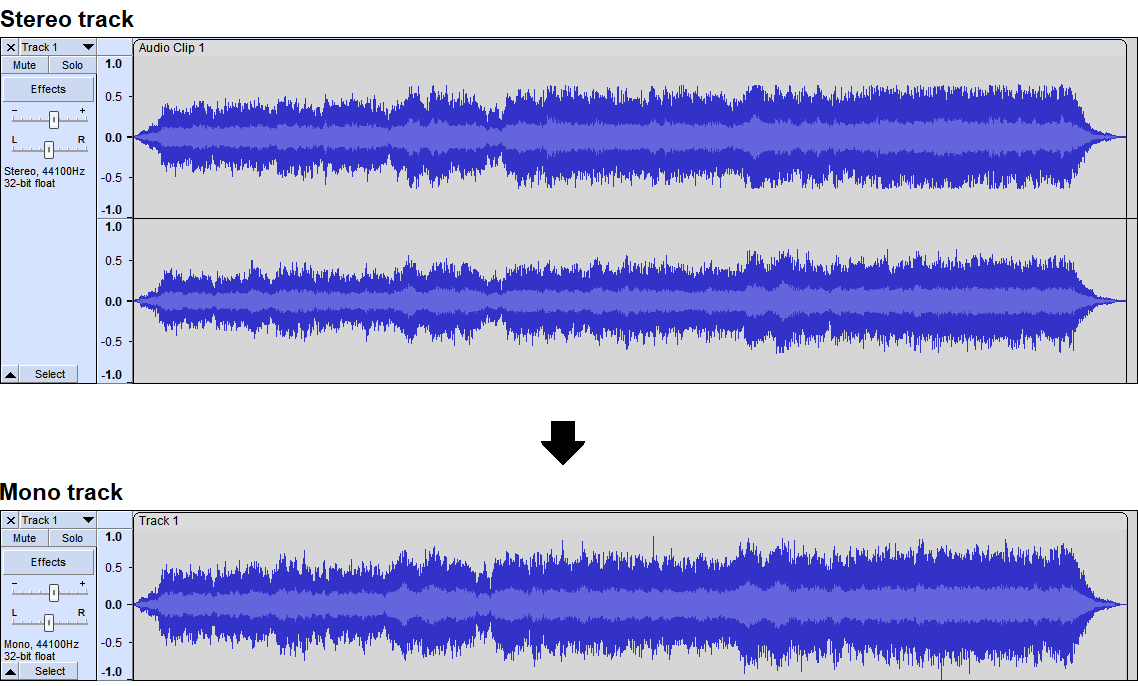 Stereo track
Track 1
Audio Clip 1
Mute Solo
Effects
- +
L R
Stereo, 44100Hz
32-bit float
Select
1.0
0.5
0.0
-0.5
-1.0
1.0
0.5
0.0
-0.5
-1.0
Mono track
Track 1
Track 1
Mute Solo
Effects
- +
L R
Mono, 44100Hz
32-bit float
Select
1.0
0.5
0.0
-0.5
-1.0